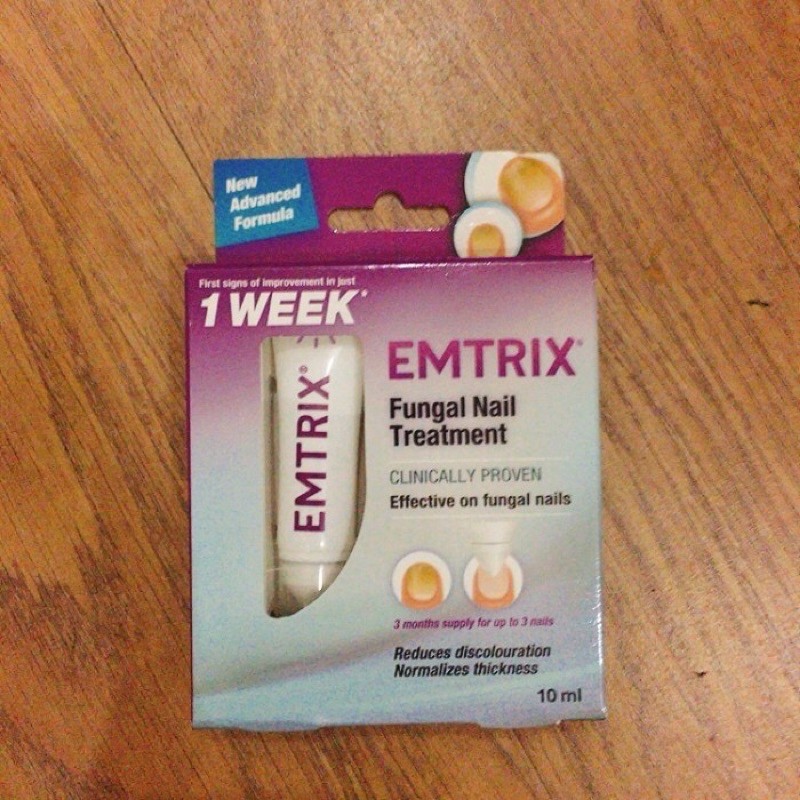 New
Advanced
Formula
First signs of improvement in just
1 WEEK*
EMTRIX®
EMTRIX®
Fungal Nail
Treatment
CLINICALLY PROVEN
Effective on fungal nails
3 months supply for up to 3 nails
Reduces discolouration
Normalizes thickness
10 ml